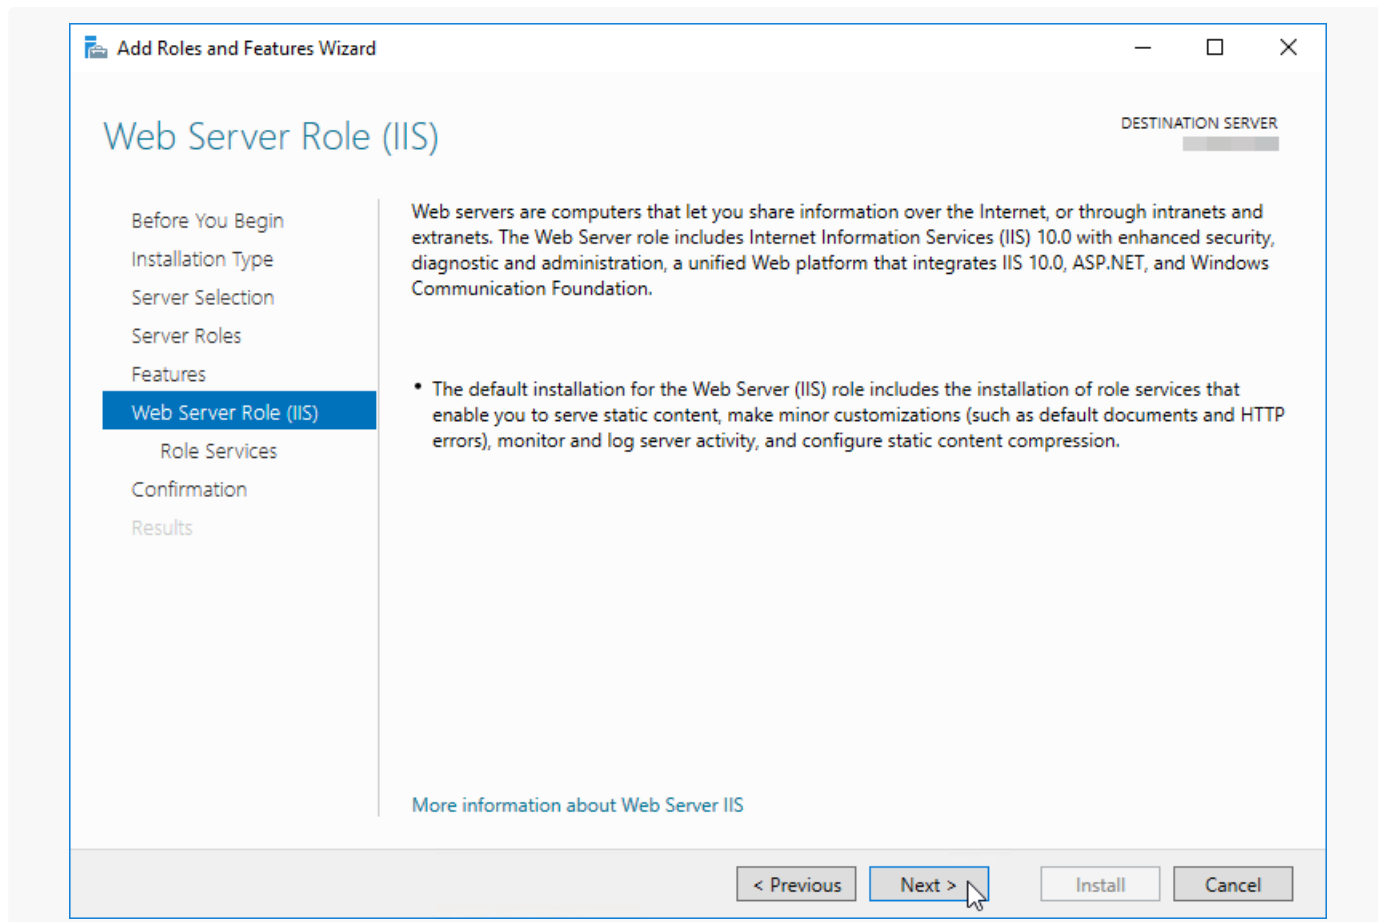 Add Roles and Features Wizard
Web Server Role (IIS)
DESTINATION SERVER
Before You Begin
Installation Type
Server Selection
Server Roles
Features
Web Server Role (IIS)
Role Services
Confirmation
Results
Web servers are computers that let you share information over the Internet, or through intranets and
extranets. The Web Server role includes Internet Information Services (IIS) 10.0 with enhanced security,
diagnostic and administration, a unified Web platform that integrates IIS 10.0, ASP.NET, and Windows
Communication Foundation.
• The default installation for the Web Server (IIS) role includes the installation of role services that
enable you to serve static content, make minor customizations (such as default documents and HTTP
errors), monitor and log server activity, and configure static content compression.
More information about Web Server IIS
< Previous
Next >
Install
Cancel